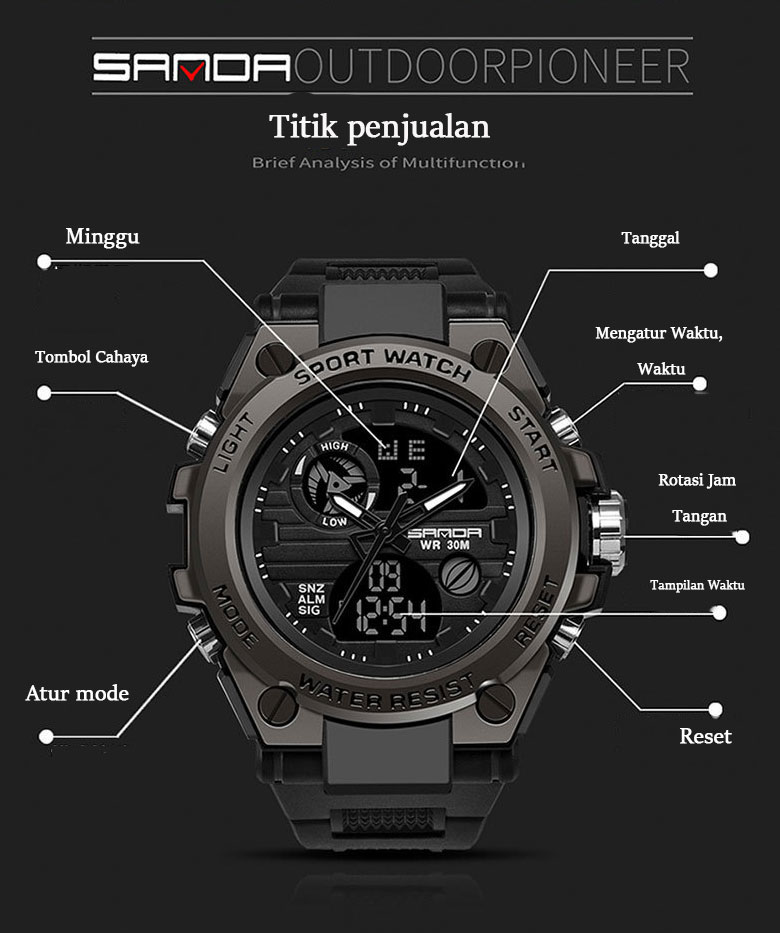 SANDA OUTDOORPIONEER
Titik penjualan
Brief Analysis of Multifunction
Minggu
Tanggal
Mengatur Waktu,
Waktu
Tombol Cahaya
Rotasi Jam
Tangan
Tampilan Waktu
Atur mode
Reset
SPORT WATCH
LIGHT
START
HIGH
LOW
WE
SANDA
WR 30M
SNZ
ALM
SIG
09
12:54
MODE
RESET
WATER RESIST